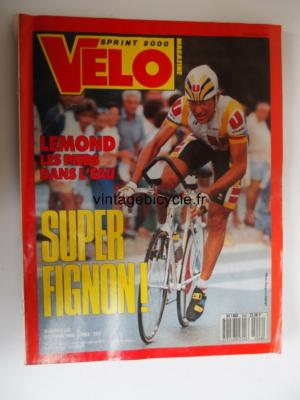 SPRINT 2000
VELO
MAGAZINE
LEMOND
LES PIEDS
DANS L'EAU
U
SUPER
FIGNON!
vintagebicycle.fr